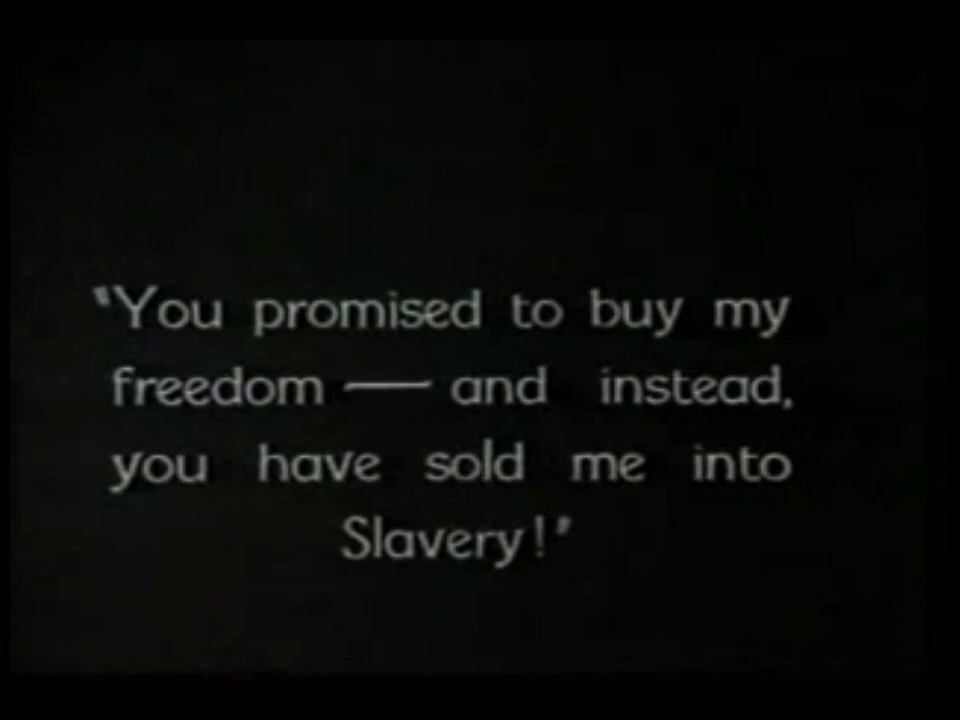 "You promised to buy my
freedom — and instead,
you have sold me into
Slavery!"